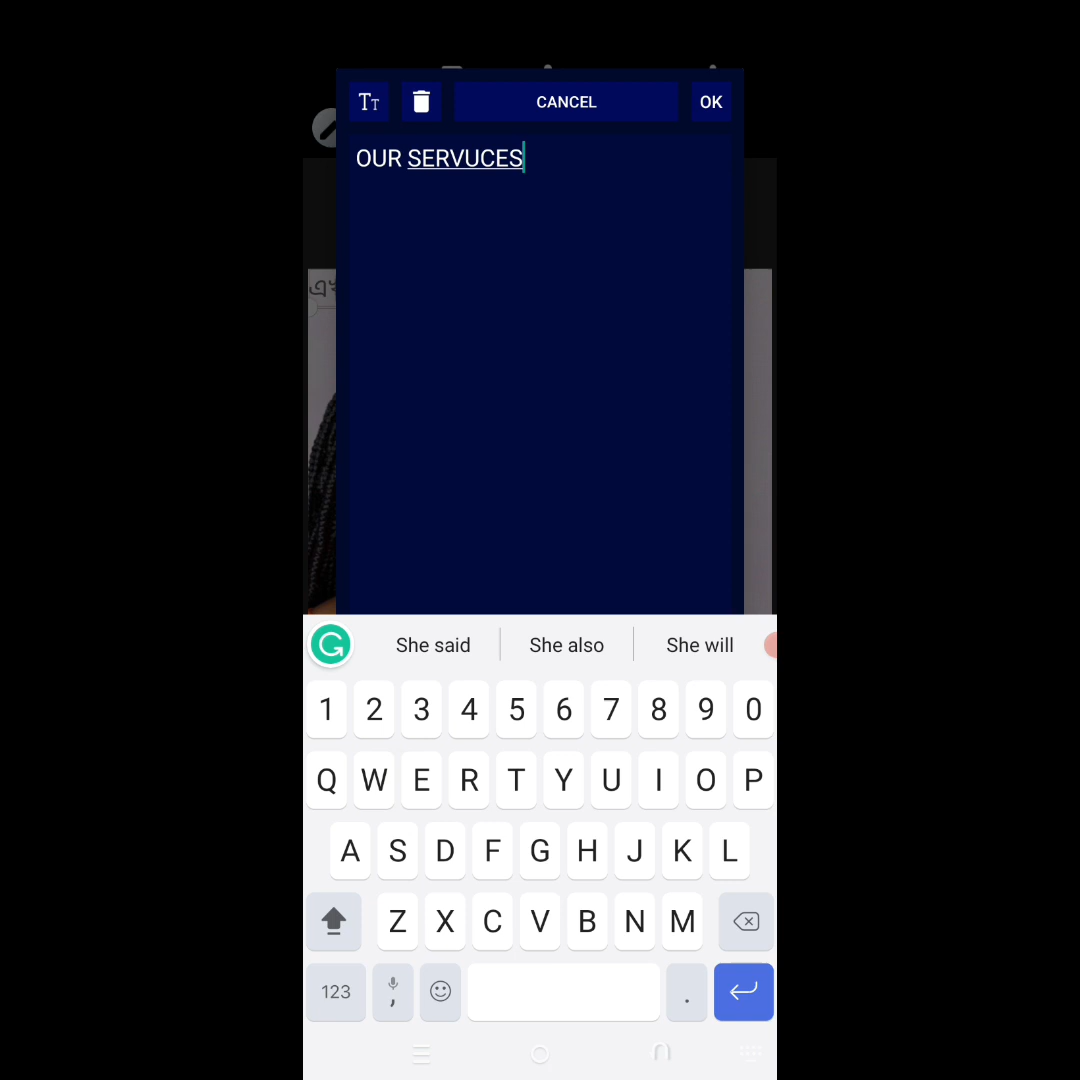 CANCEL
OK
OUR SERVUCES
She said
She also
She will
1 2 3 4 5 6 7 8 9 0
Q W E R T Y U I O P
A S D F G H J K L
Z X C V B N M
123 , .